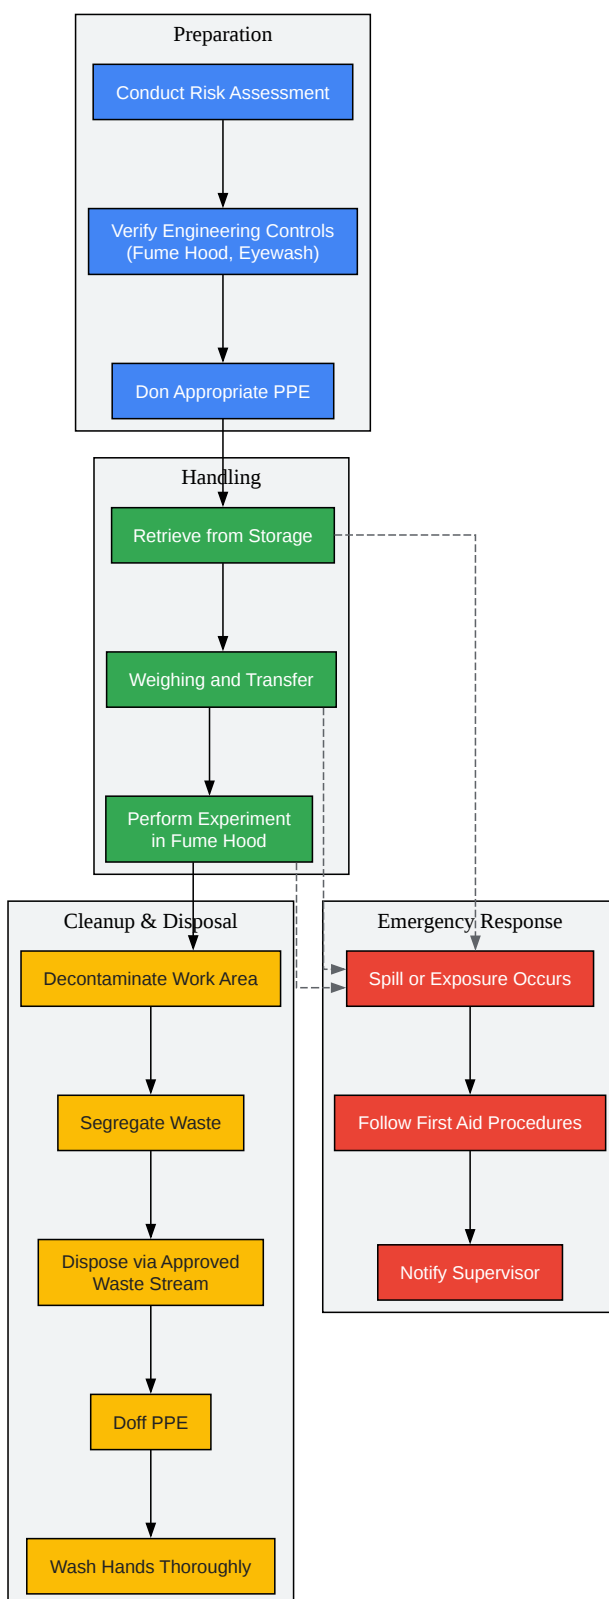 Preparation
Conduct Risk Assessment
Verify Engineering Controls
(Fume Hood, Eyewash)
Don Appropriate PPE
Handling
Retrieve from Storage
Weighing and Transfer
Perform Experiment
in Fume Hood
Cleanup & Disposal
Decontaminate Work Area
Segregate Waste
Dispose via Approved
Waste Stream
Doff PPE
Wash Hands Thoroughly
Emergency Response
Spill or Exposure Occurs
Follow First Aid Procedures
Notify Supervisor